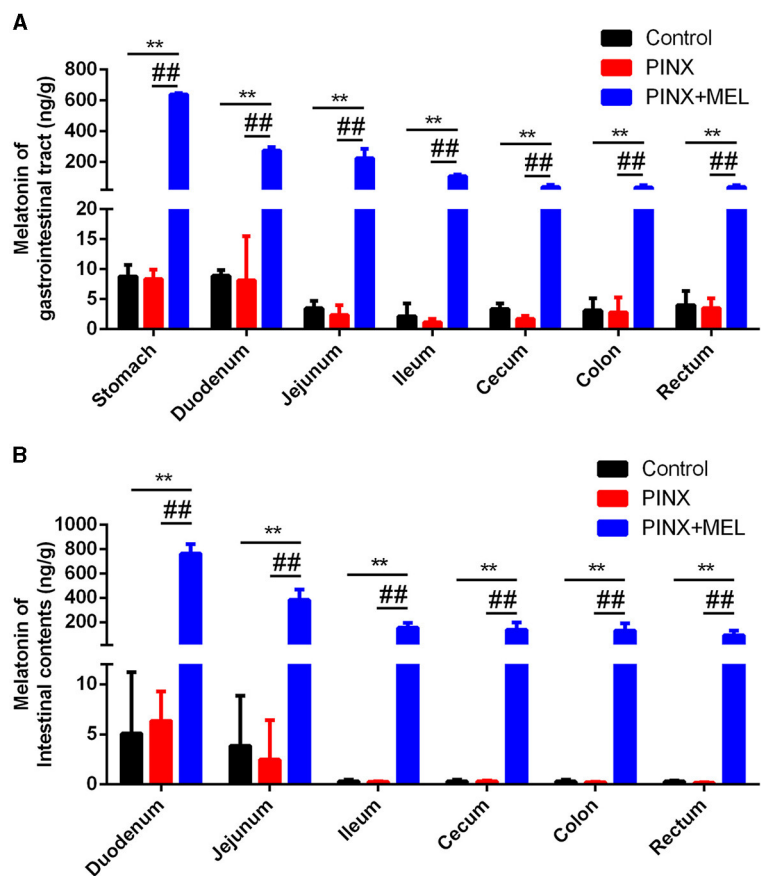 A
Control
PINX
PINX+MEL
Melatonin of
gastrointestinal tract (ng/g)
800
600
400
200
20
15
10
5
0
** ## ** ## ** ## ** ## ** ## ** ## ** ##
Stomach
Duodenum
Jejunum
Ileum
Cecum
Colon
Rectum
B
Control
PINX
PINX+MEL
Melatonin of
Intestinal contents (ng/g)
1000
800
600
400
200
10
5
0
** ## ** ## ** ## ** ## ** ## ** ##
Duodenum
Jejunum
Ileum
Cecum
Colon
Rectum